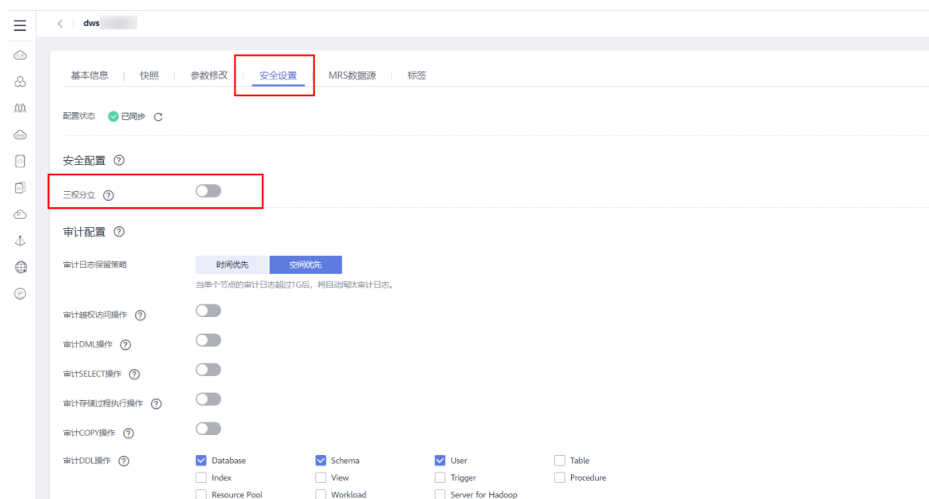 dws
基本信息 快照 参数修改 安全设置 MRS数据源 标签
配置状态 已同步
安全配置
三权分立
审计配置
审计日志保留策略 时间优先 空间优先
当单个节点的审计日志超过1G后，将自动淘汰审计日志。
审计越权访问操作
审计DML操作
审计SELECT操作
审计存储过程执行操作
审计COPY操作
审计DDL操作 Database Schema User Table
Index View Trigger Procedure
Resource Pool Workload Server for Hadoop